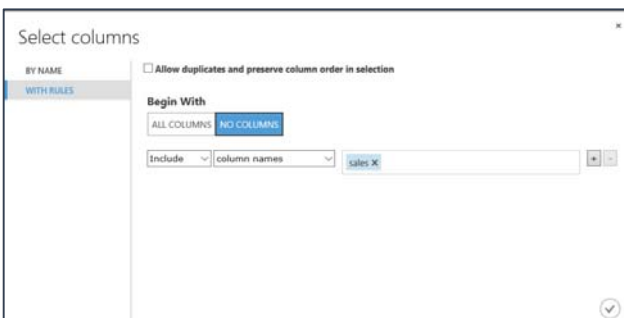 Select columns
BY NAME
WITH RULES
Allow duplicates and preserve column order in selection
Begin With
ALL COLUMNS NO COLUMNS
Include column names sales X + -